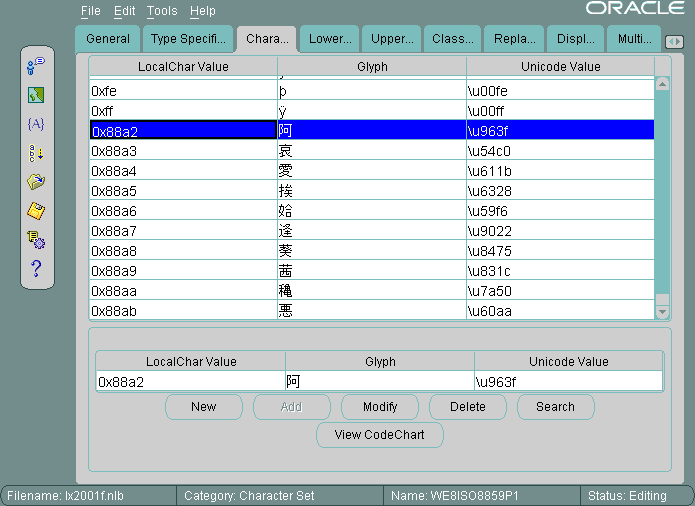 File Edit Tools Help
ORACLE
General Type Specifi... Chara... Lower... Upper... Class... Repla... Displ... Multi...
LocalChar Value Glyph Unicode Value
0xfe þ \u00fe
0xff ÿ \u00ff
0x88a2 阿 \u963f
0x88a3 哀 \u54c0
0x88a4 愛 \u611b
0x88a5 挨 \u6328
0x88a6 姶 \u59f6
0x88a7 逢 \u9022
0x88a8 葵 \u8475
0x88a9 茜 \u831c
0x88aa 穐 \u7a50
0x88ab 悪 \u60aa
LocalChar Value Glyph Unicode Value
0x88a2 阿 \u963f
New Add Modify Delete Search
View CodeChart
Filename: lx2001f.nlb Category: Character Set Name: WE8ISO8859P1 Status: Editing